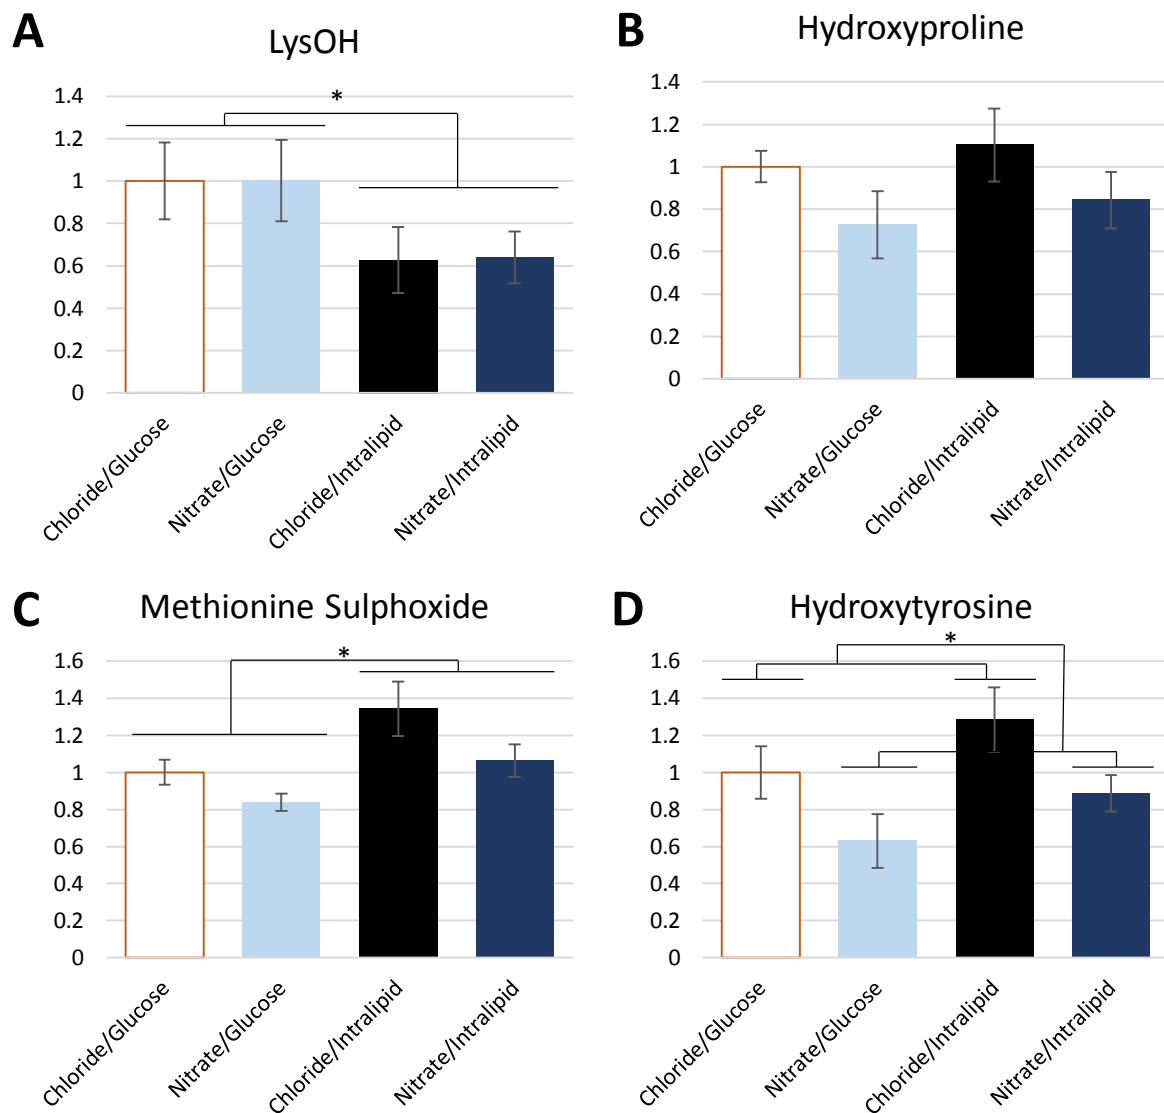 A
LysOH
*
1.4
1.2
1
0.8
0.6
0.4
0.2
0
Chloride/Glucose
Nitrate/Glucose
Chloride/Intralipid
Nitrate/Intralipid
B
Hydroxyproline
1.4
1.2
1
0.8
0.6
0.4
0.2
0
Chloride/Glucose
Nitrate/Glucose
Chloride/Intralipid
Nitrate/Intralipid
C
Methionine Sulphoxide
*
1.6
1.4
1.2
1
0.8
0.6
0.4
0.2
0
Chloride/Glucose
Nitrate/Glucose
Chloride/Intralipid
Nitrate/Intralipid
D
Hydroxytyrosine
*
1.6
1.4
1.2
1
0.8
0.6
0.4
0.2
0
Chloride/Glucose
Nitrate/Glucose
Chloride/Intralipid
Nitrate/Intralipid